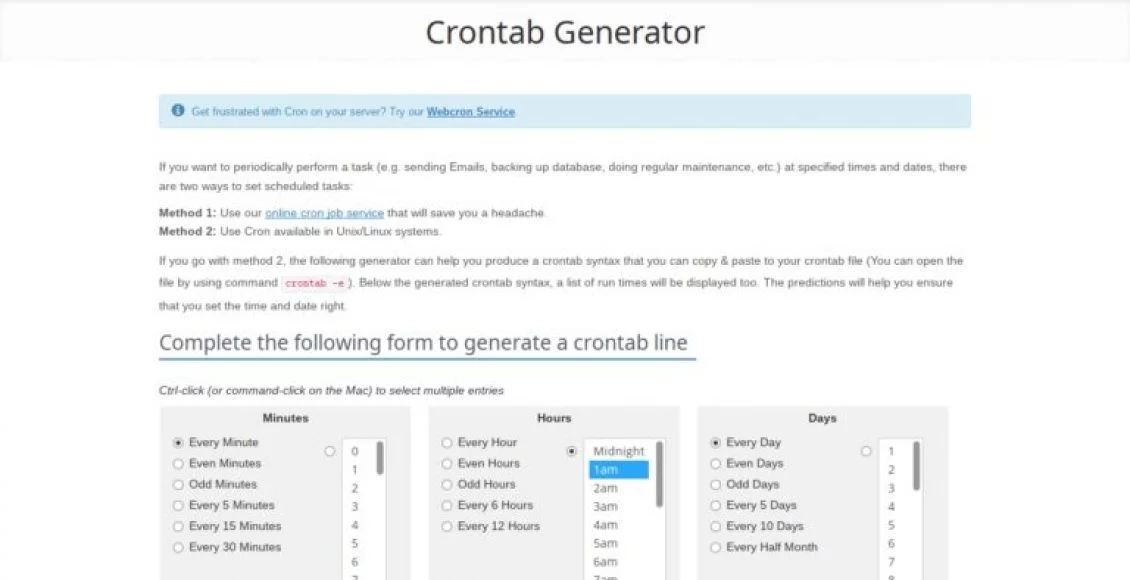 Crontab Generator
Get frustrated with Cron on your server? Try our Webcron Service
If you want to periodically perform a task (e.g. sending Emails, backing up database, doing regular maintenance, etc.) at specified times and dates, there
are two ways to set scheduled tasks:
Method 1: Use our online cron job service that will save you a headache.
Method 2: Use Cron available in Unix/Linux systems.
If you go with method 2, the following generator can help you produce a crontab syntax that you can copy & paste to your crontab file (You can open the
file by using command crontab -e ). Below the generated crontab syntax, a list of run times will be displayed too. The predictions will help you ensure
that you set the time and date right.
Complete the following form to generate a crontab line
Ctrl-click (or command-click on the Mac) to select multiple entries
Minutes
Every Minute
Even Minutes
Odd Minutes
Every 5 Minutes
Every 15 Minutes
Every 30 Minutes
0
1
2
3
4
5
6
7
Hours
Every Hour
Even Hours
Odd Hours
Every 6 Hours
Every 12 Hours
Midnight
1am
2am
3am
4am
5am
6am
7am
Days
Every Day
Even Days
Odd Days
Every 5 Days
Every 10 Days
Every Half Month
1
2
3
4
5
6
7
8